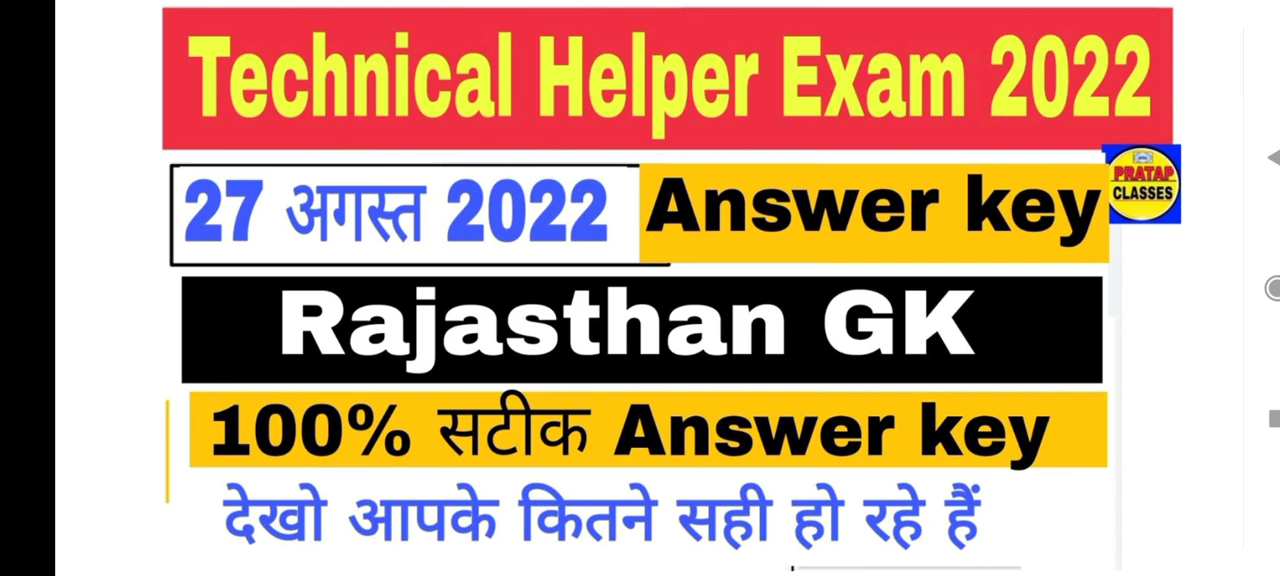 Technical Helper Exam 2022
27 अगस्त 2022 Answer key
PRATAP
CLASSES
Rajasthan GK
100% सटीक Answer key
देखो आपके कितने सही हो रहे हैं